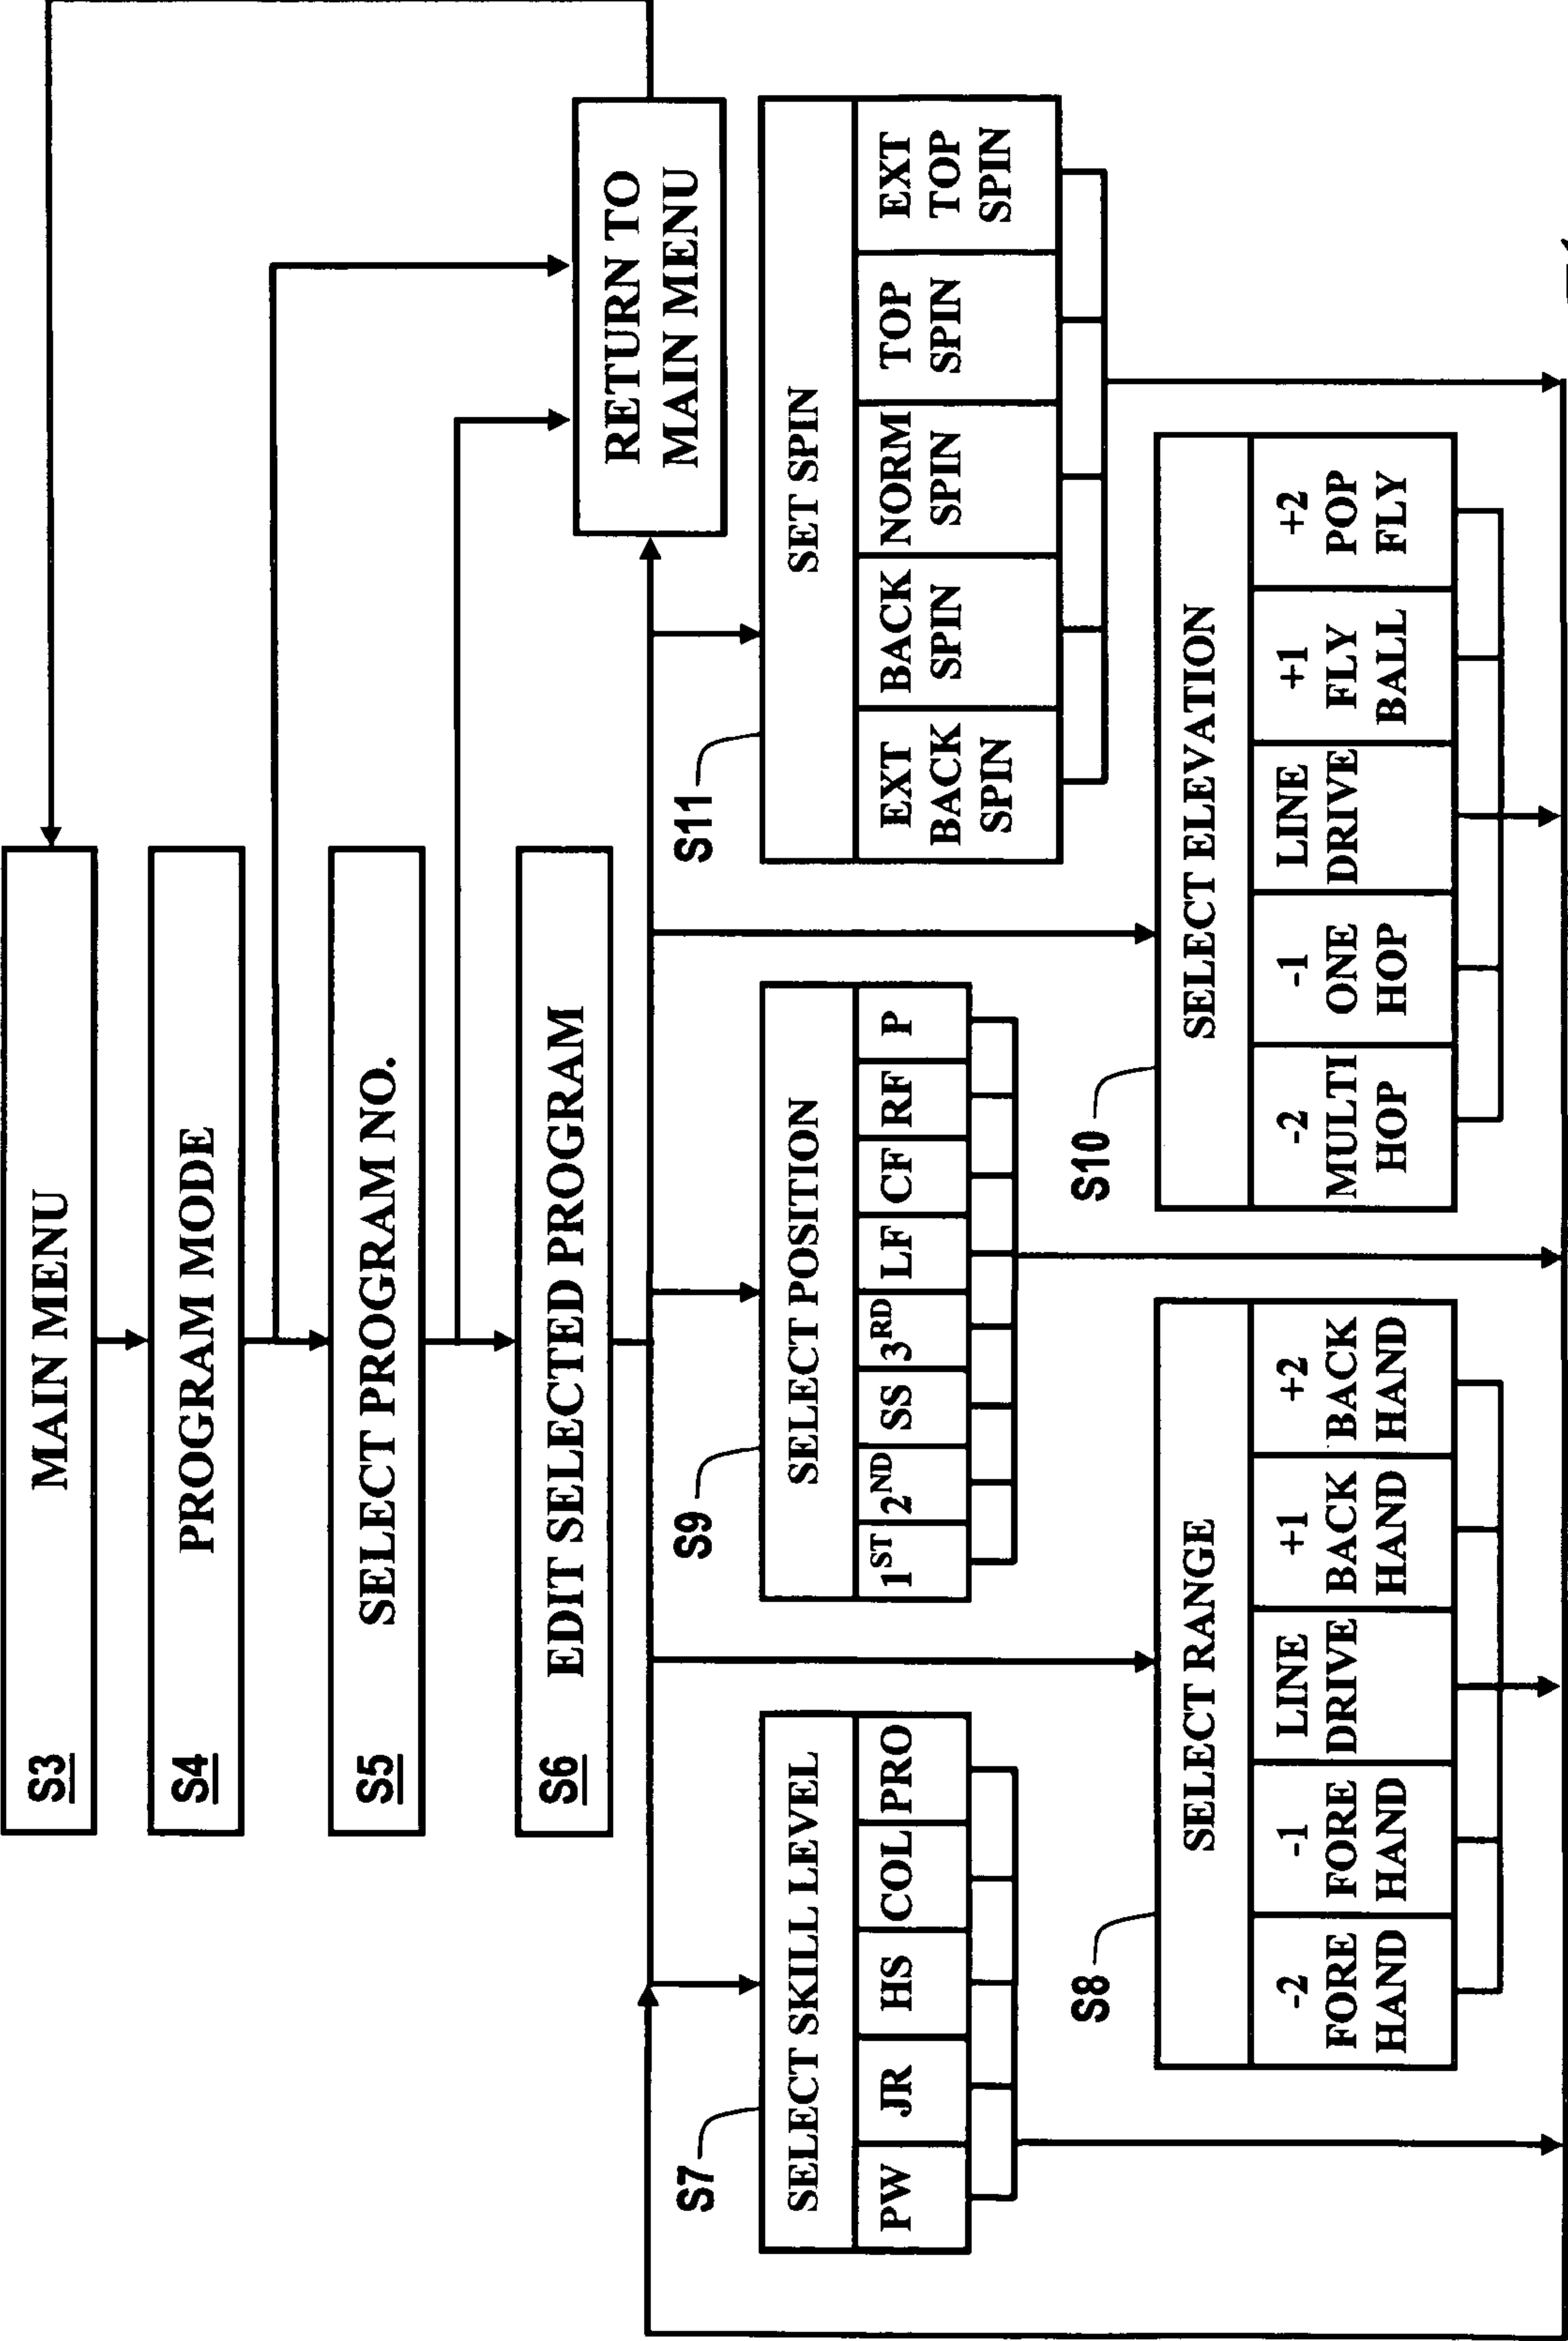 S3
MAIN MENU
S4
PROGRAM MODE
S5
SELECT PROGRAM NO.
S6
EDIT SELECTED PROGRAM
RETURN TO
MAIN MENU
S7
SELECT SKILL LEVEL
PW
JR
HS
COL
PRO
S9
SELECT POSITION
1ST
2ND
SS
3RD
LF
CF
RF
P
S11
SET SPIN
EXT
BACK
SPIN
BACK
SPIN
NORM
SPIN
TOP
SPIN
EXT
TOP
SPIN
S8
SELECT RANGE
-2
FORE
HAND
-1
FORE
HAND
LINE
DRIVE
+1
BACK
HAND
+2
BACK
HAND
S10
SELECT ELEVATION
-2
MULTI
HOP
-1
ONE
HOP
LINE
DRIVE
+1
FLY
BALL
+2
POP
FLY